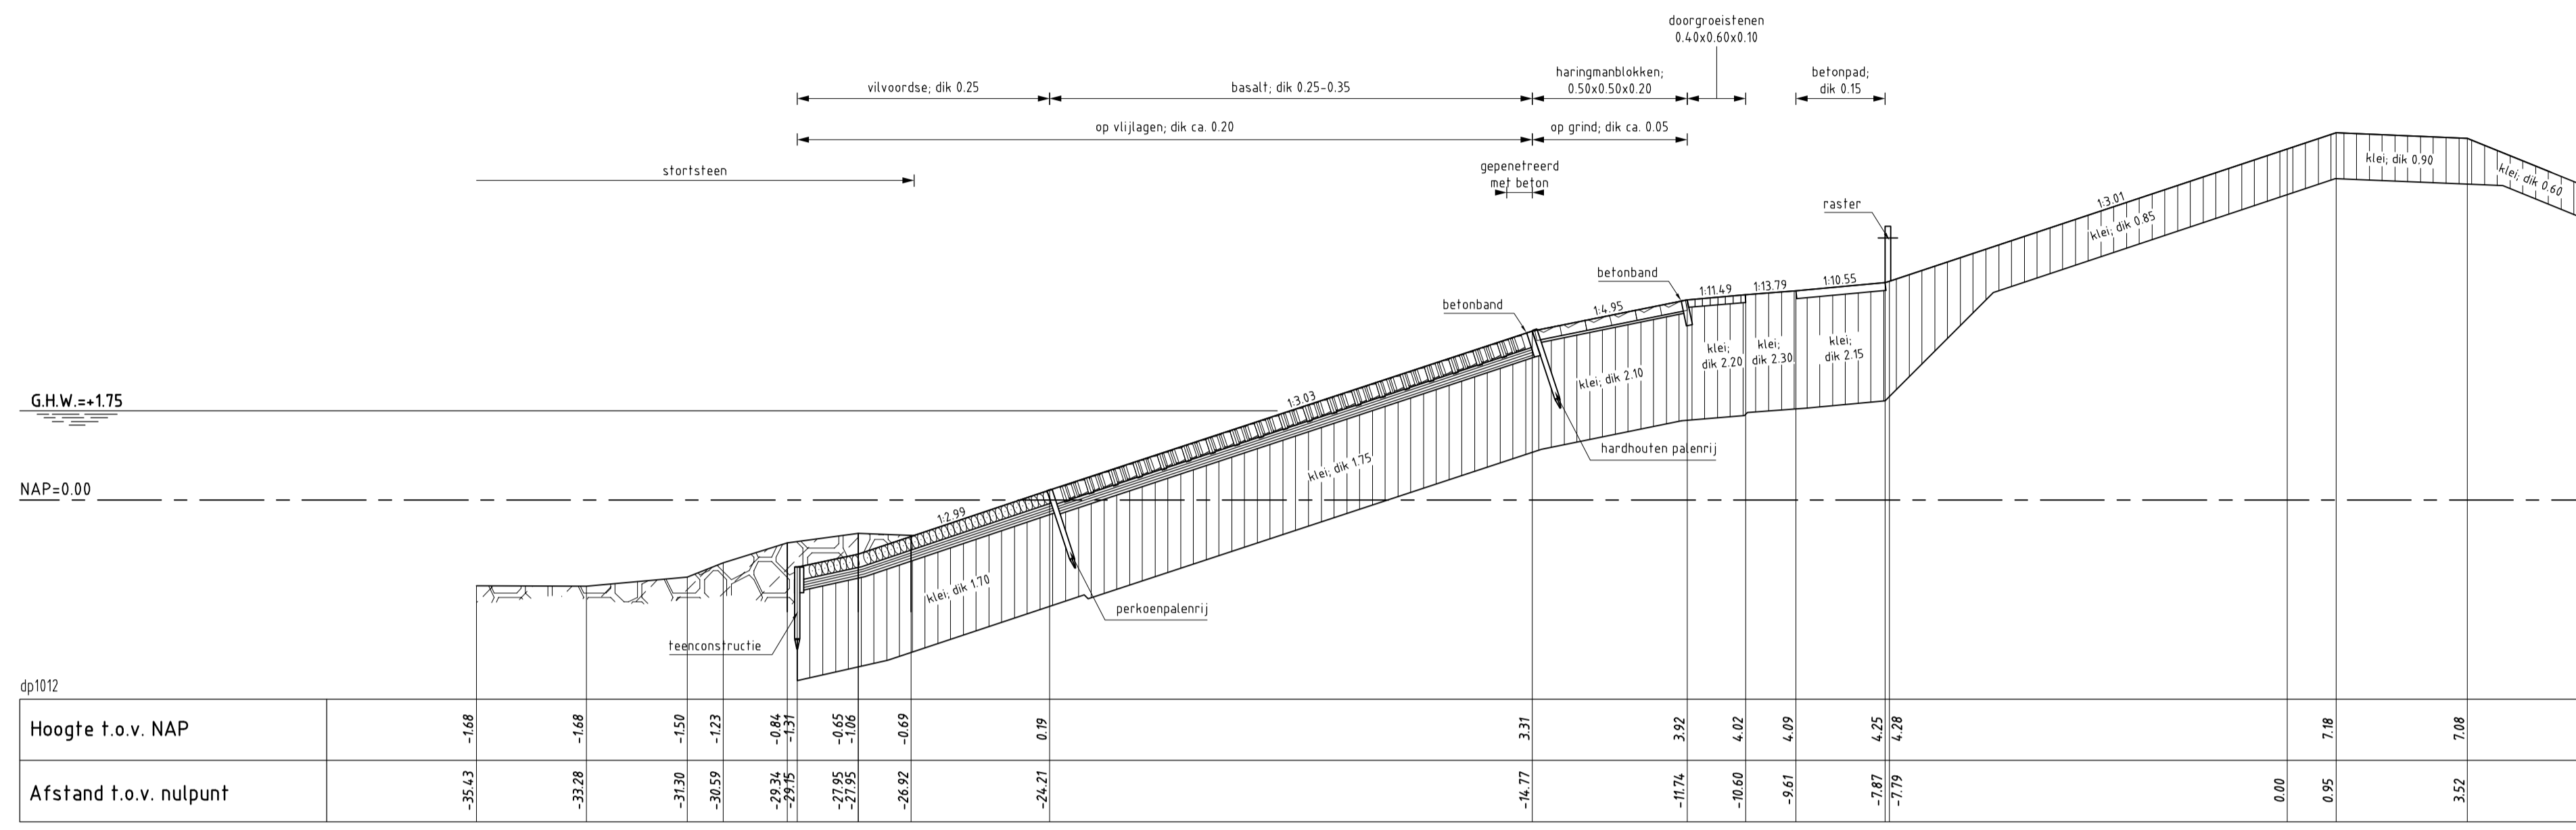 doorgroeistenen
0.40x0.60x0.10
vilvoordse; dik 0.25
basalt; dik 0.25-0.35
haringmanblokken;
0.50x0.50x0.20
betonpad;
dik 0.15
op vlijlagen; dik ca. 0.20
op grind; dik ca. 0.05
stortsteen
gepenetreerd
met beton
klei; dik 0.90
klei; dik 0.60
raster
1:3.01
klei; dik 0.85
betonband
1:11.49
1:13.79
1:10.55
betonband
1:4.95
klei;
dik 2.20
klei;
dik 2.30
klei;
dik 2.15
klei; dik 2.10
G.H.W.=+1.75
1:3.03
hardhouten palenrij
klei; dik 1.75
NAP=0.00
1:2.99
klei; dik 1.70
perkoenpalenrij
teenconstructie
dp1012
Hoogte t.o.v. NAP
-1.68
-1.68
-1.50
-1.23
-0.84
-1.31
-0.65
-1.06
-0.69
0.19
3.31
3.92
4.02
4.09
4.25
4.28
7.18
7.08
Afstand t.o.v. nulpunt
-35.43
-33.28
-31.30
-30.59
-29.34
-29.15
-27.95
-27.95
-26.92
-24.21
-14.77
-11.74
-10.60
-9.61
-7.87
-7.79
0.00
0.95
3.52